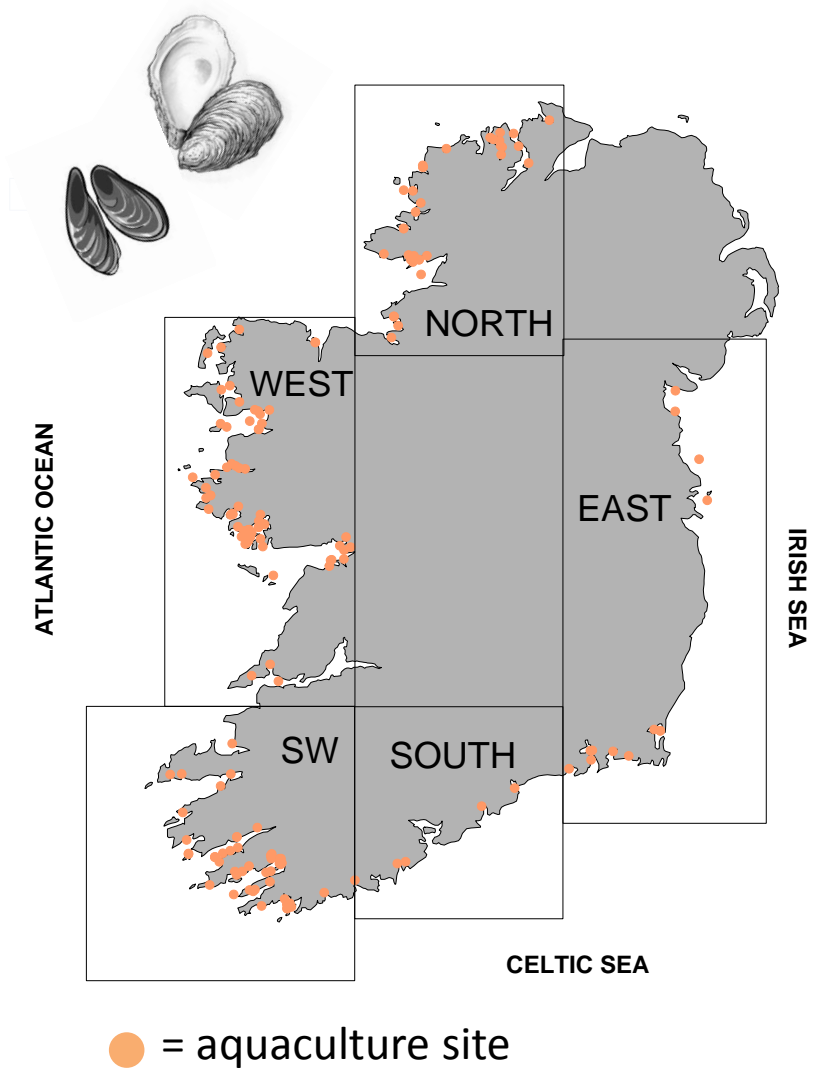 NORTH
WEST
ATLANTIC OCEAN
EAST
IRISH SEA
SW
SOUTH
CELTIC SEA
= aquaculture site